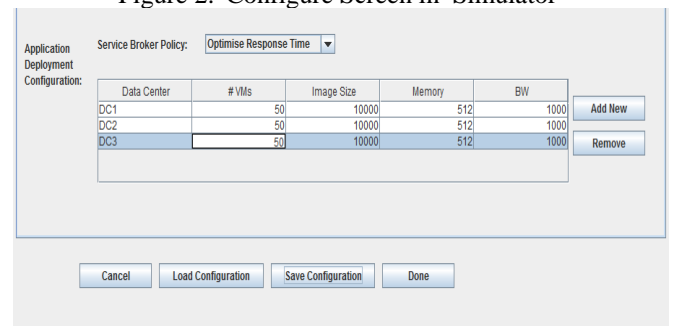 Figure 2. Configure Screen in Simulator
Application
Deployment
Configuration:
Service Broker Policy: Optimise Response Time
Data Center # VMs Image Size Memory BW
DC1 50 10000 512 1000
DC2 50 10000 512 1000
DC3 50 10000 512 1000
Add New
Remove
Cancel Load Configuration Save Configuration Done